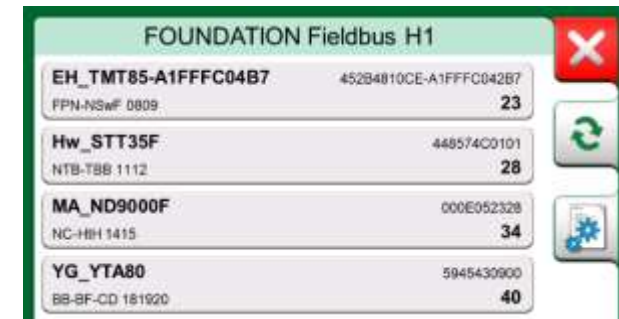 FOUNDATION Fieldbus H1
EH_TMT85-A1FFFC04B7 452B4810CE-A1FFFC042B7
FPN-NSwF 0809 23
Hw_STT35F 448574C0101
NTB-TBB 1112 28
MA_ND9000F 000E052328
NC-HIH 1415 34
YG_YTA80 5945430900
BB-BF-CD 181920 40